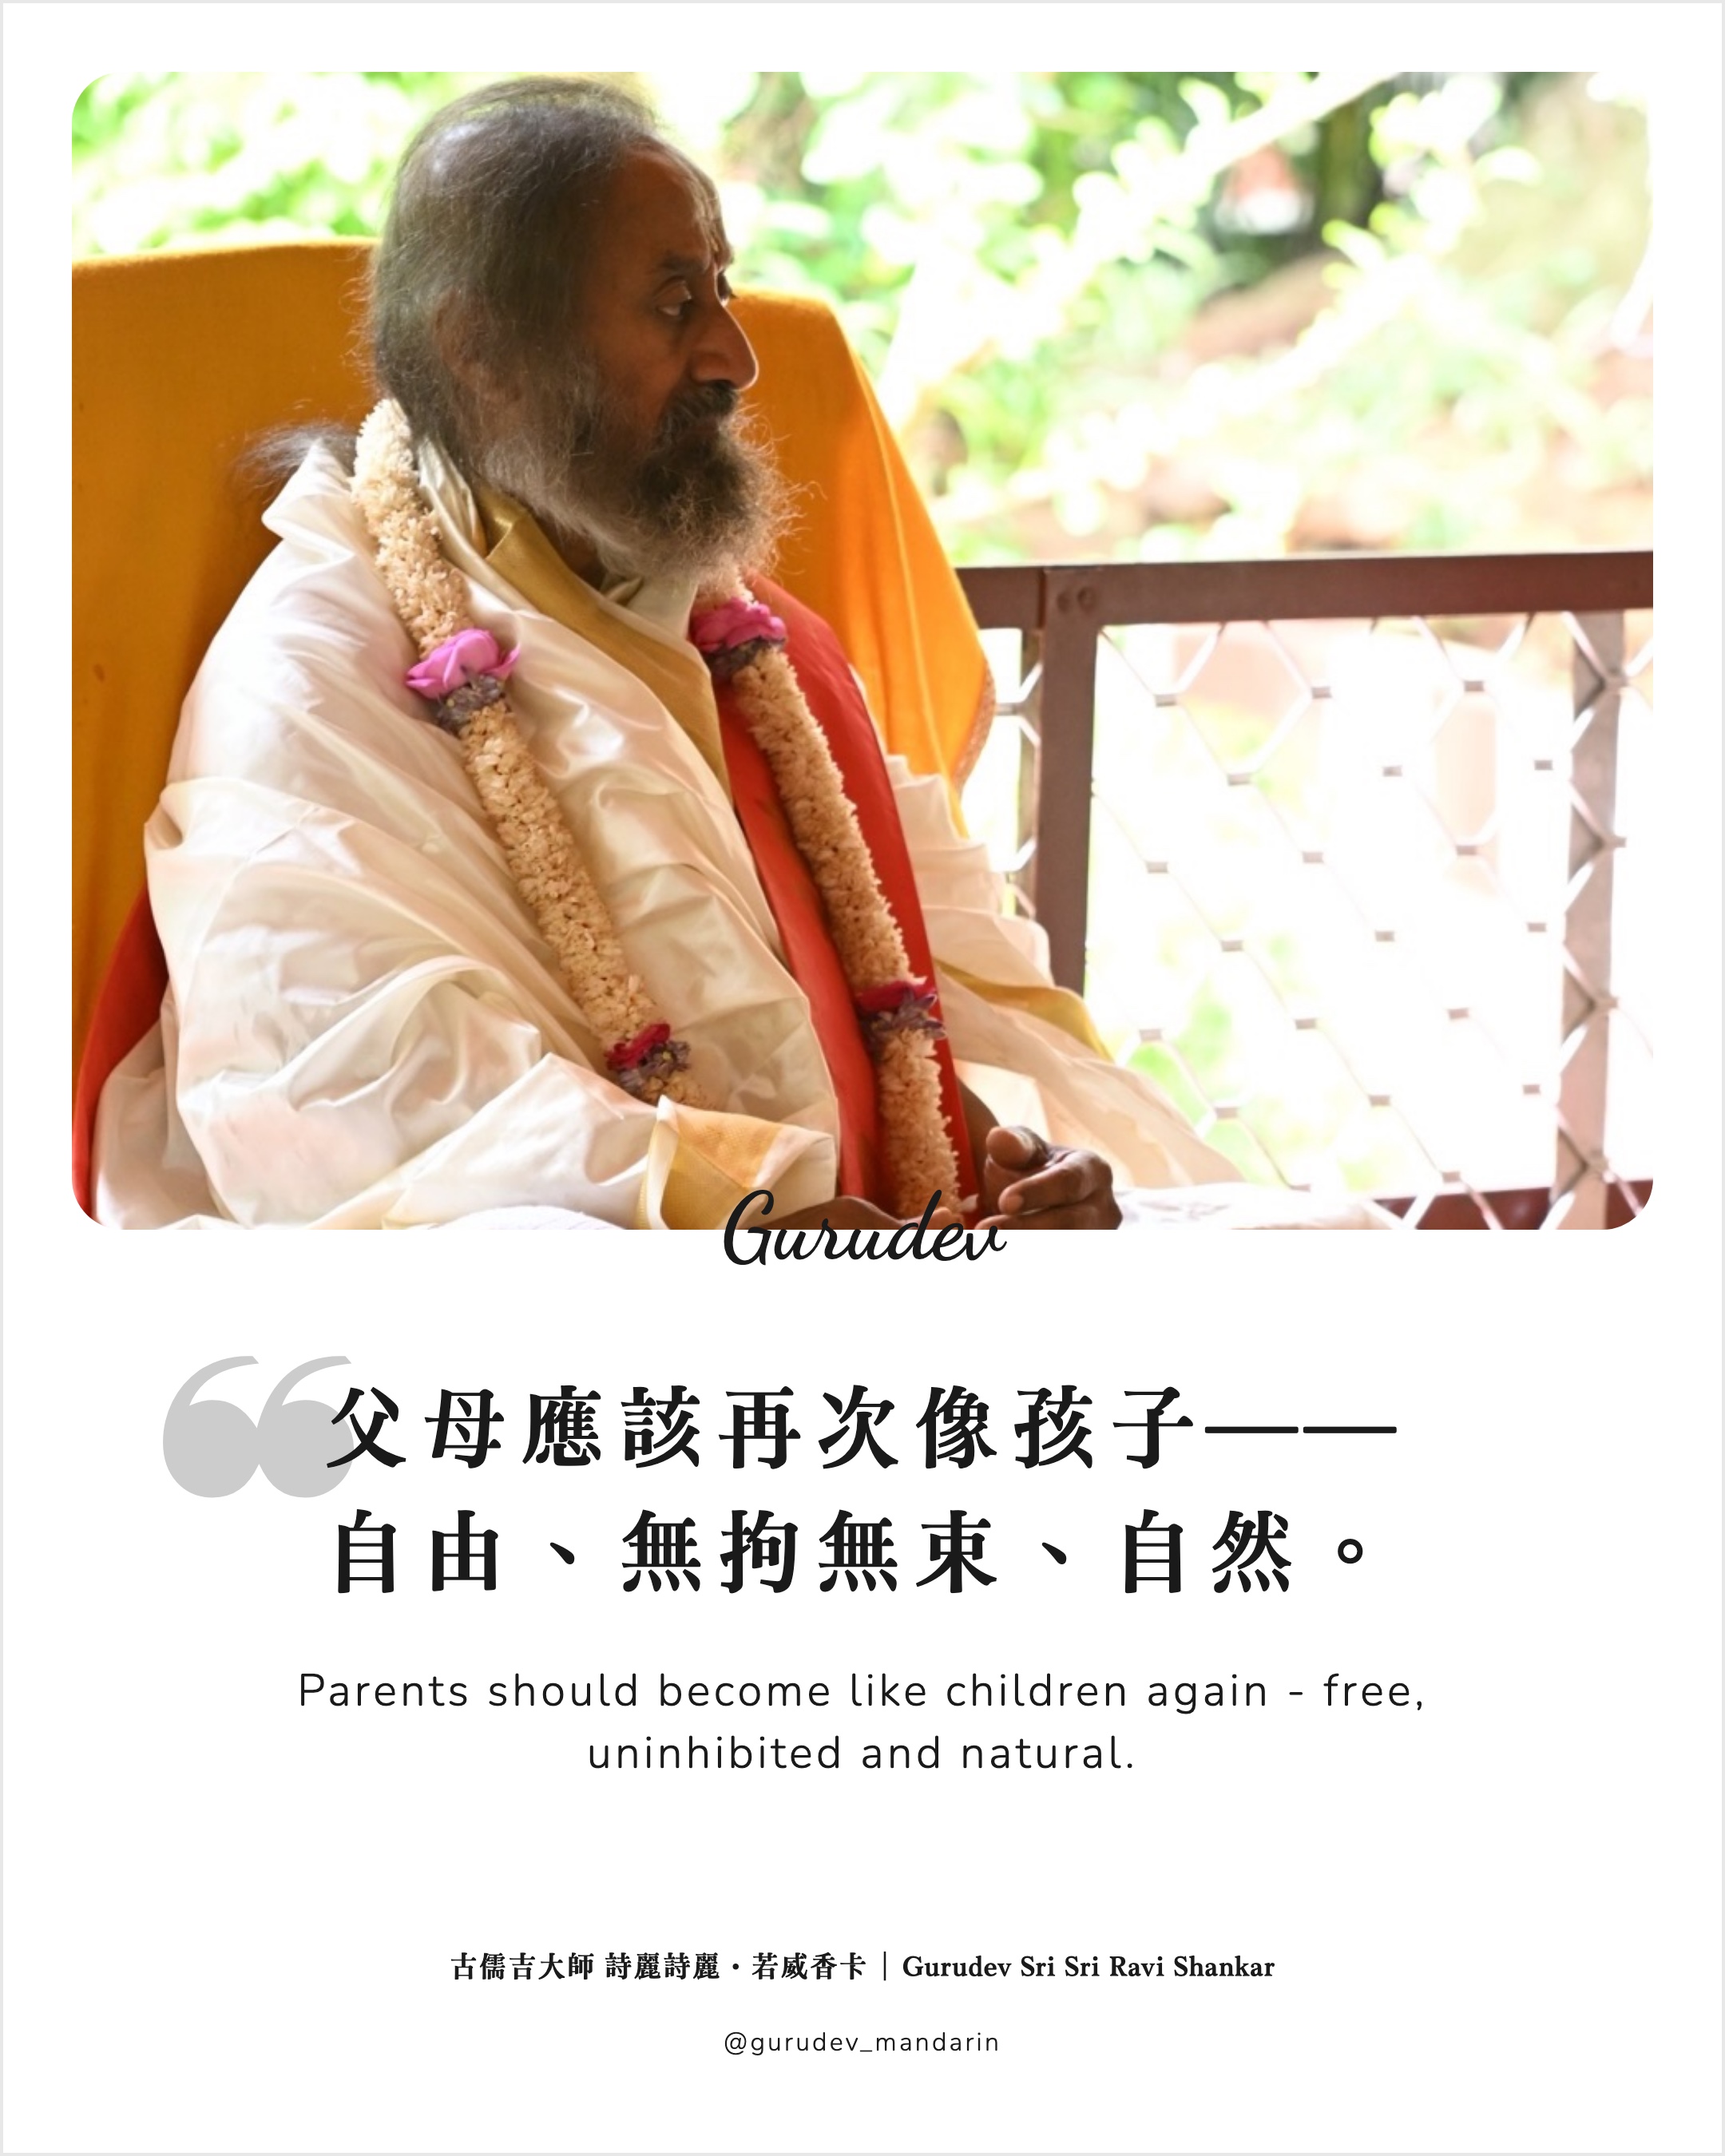 Gurudev
父母應該再次像孩子——
自由、無拘無束、自然。
Parents should become like children again - free,
uninhibited and natural.
古儒吉大師 詩麗詩麗・若威香卡｜Gurudev Sri Sri Ravi Shankar
@gurudev_mandarin